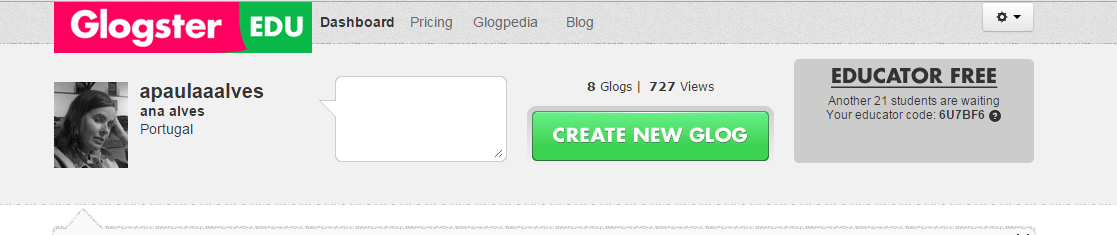 Glogster EDU Dashboard Pricing Glogpedia Blog
apaulaaalves
ana alves
Portugal
8 Glogs | 727 Views
CREATE NEW GLOG
EDUCATOR FREE
Another 21 students are waiting
Your educator code: 6U7BF6 ?